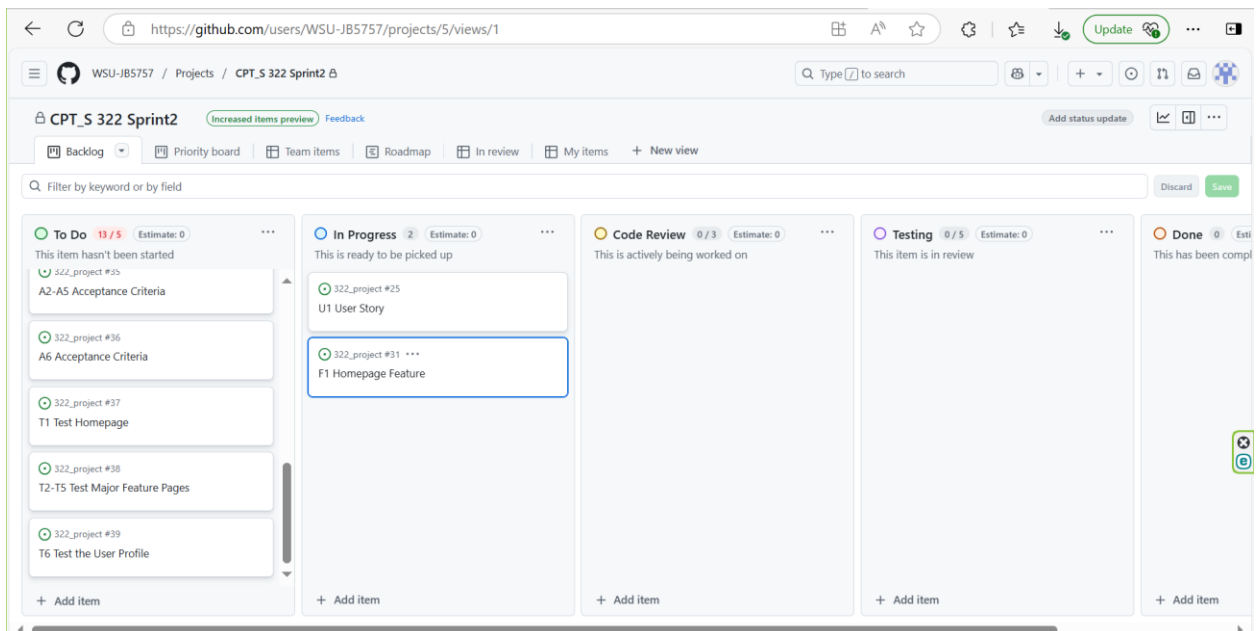 https://github.com/users/WSU-JB5757/projects/5/views/1
Update
WSU-JB5757 / Projects / CPT_S 322 Sprint2
Type / to search
CPT_S 322 Sprint2
Increased items preview
Feedback
Add status update
Backlog
Priority board
Team items
Roadmap
In review
My items
+ New view
Filter by keyword or by field
Discard
Save
To Do 13 / 5 Estimate: 0
This item hasn't been started
322_project #35
A2-A5 Acceptance Criteria
322_project #36
A6 Acceptance Criteria
322_project #37
T1 Test Homepage
322_project #38
T2-T5 Test Major Feature Pages
322_project #39
T6 Test the User Profile
+ Add item
In Progress 2 Estimate: 0
This is ready to be picked up
322_project #25
U1 User Story
322_project #31
F1 Homepage Feature
+ Add item
Code Review 0 / 3 Estimate: 0
This is actively being worked on
+ Add item
Testing 0 / 5 Estimate: 0
This item is in review
+ Add item
Done 0 Esti
This has been compl
+ Add item